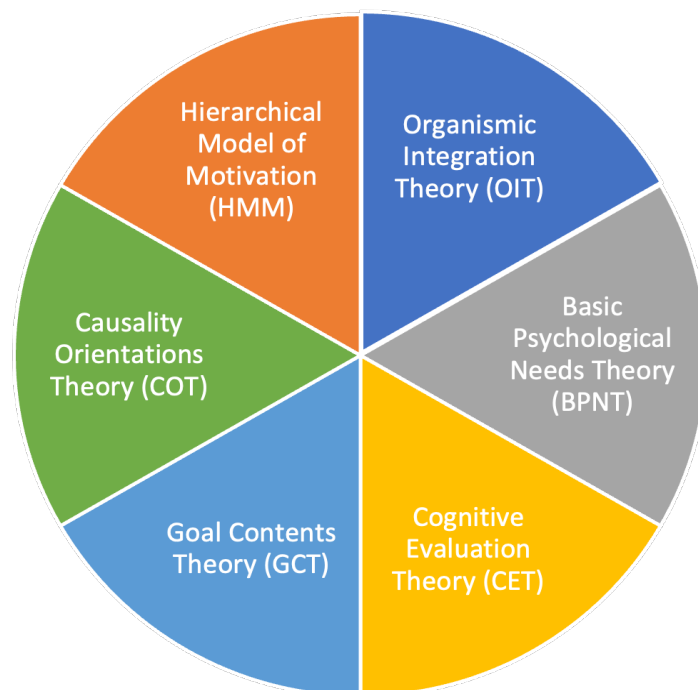 Hierarchical
Model of
Motivation
(HMM)
Organismic
Integration
Theory (OIT)
Basic
Psychological
Needs Theory
(BPNT)
Cognitive
Evaluation
Theory (CET)
Goal Contents
Theory (GCT)
Causality
Orientations
Theory (COT)